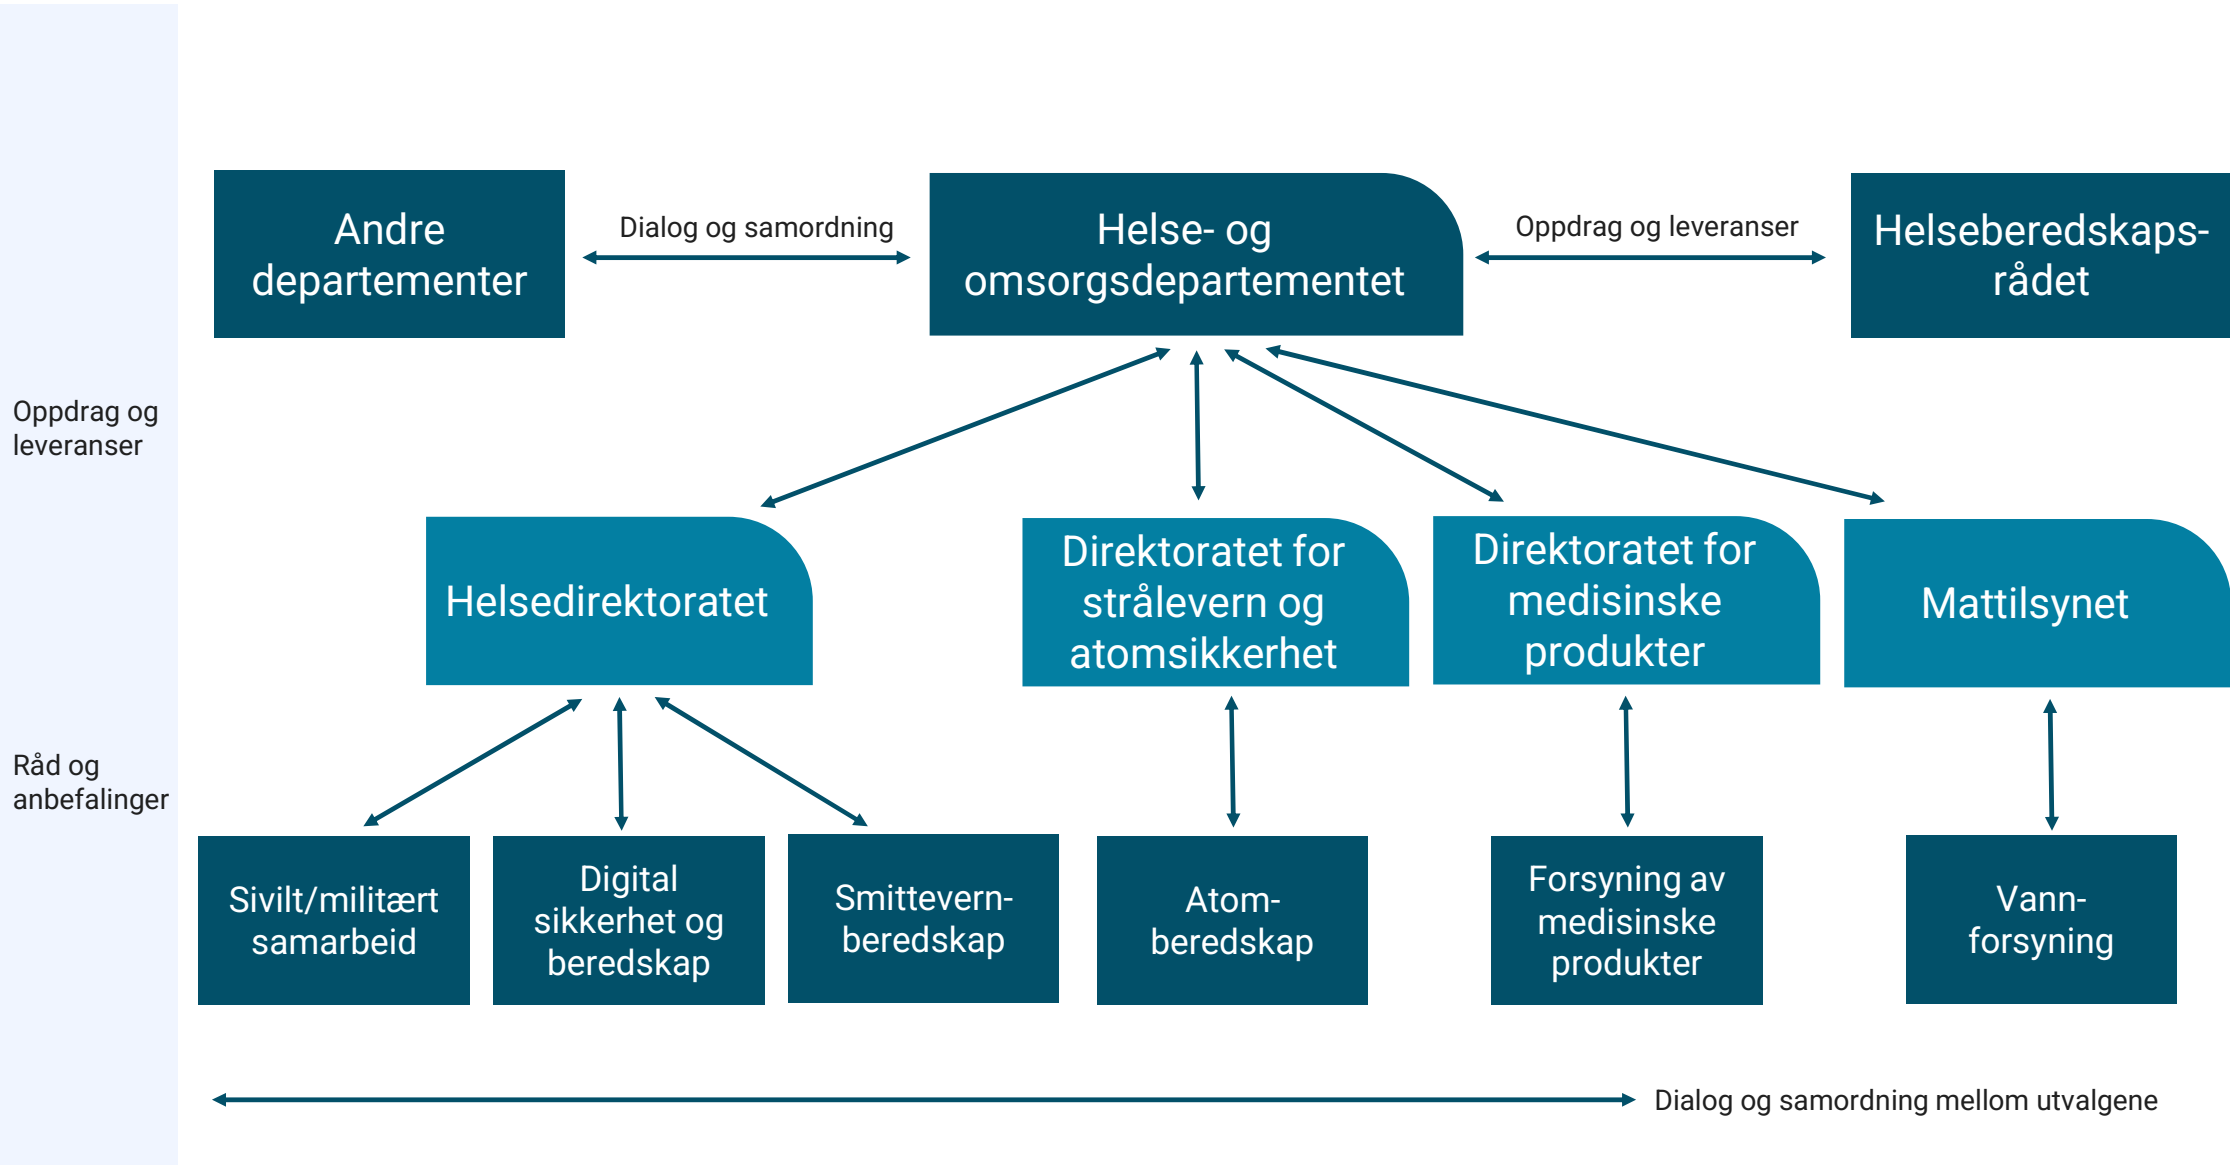 Andre
departementer
Dialog og samordning
Helse- og
omsorgsdepartementet
Oppdrag og leveranser
Helseberedskaps-
rådet
Oppdrag og
leveranser
Helsedirektoratet
Direktoratet for
strålevern og
atomsikkerhet
Direktoratet for
medisinske
produkter
Mattilsynet
Råd og
anbefalinger
Sivilt/militært
samarbeid
Digital
sikkerhet og
beredskap
Smittevern-
beredskap
Atom-
beredskap
Forsyning av
medisinske
produkter
Vann-
forsyning
Dialog og samordning mellom utvalgene